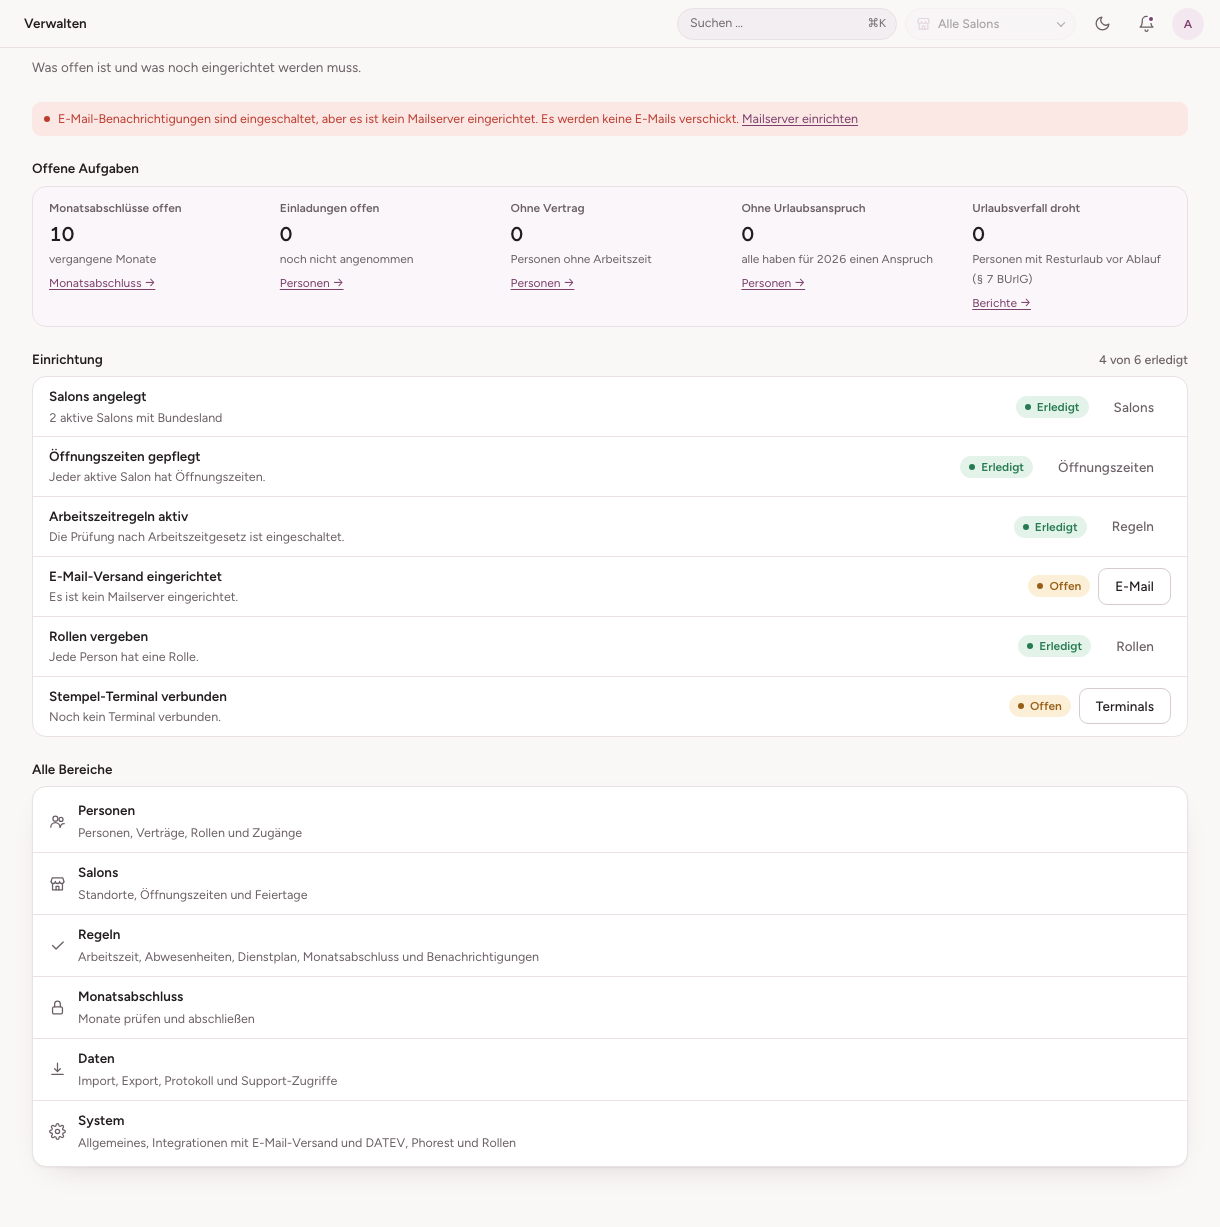 Verwalten
Suchen ...
⌘K
Alle Salons
A
Was offen ist und was noch eingerichtet werden muss.
E-Mail-Benachrichtigungen sind eingeschaltet, aber es ist kein Mailserver eingerichtet. Es werden keine E-Mails verschickt. Mailserver einrichten
Offene Aufgaben
Monatsabschlüsse offen
10
vergangene Monate
Monatsabschluss →
Einladungen offen
0
noch nicht angenommen
Personen →
Ohne Vertrag
0
Personen ohne Arbeitszeit
Personen →
Ohne Urlaubsanspruch
0
alle haben für 2026 einen Anspruch
Personen →
Urlaubsverfall droht
0
Personen mit Resturlaub vor Ablauf
(§ 7 BUrlG)
Berichte →
Einrichtung
4 von 6 erledigt
Salons angelegt
2 aktive Salons mit Bundesland
Erledigt
Salons
Öffnungszeiten gepflegt
Jeder aktive Salon hat Öffnungszeiten.
Erledigt
Öffnungszeiten
Arbeitszeitregeln aktiv
Die Prüfung nach Arbeitszeitgesetz ist eingeschaltet.
Erledigt
Regeln
E-Mail-Versand eingerichtet
Es ist kein Mailserver eingerichtet.
Offen
E-Mail
Rollen vergeben
Jede Person hat eine Rolle.
Erledigt
Rollen
Stempel-Terminal verbunden
Noch kein Terminal verbunden.
Offen
Terminals
Alle Bereiche
Personen
Personen, Verträge, Rollen und Zugänge
Salons
Standorte, Öffnungszeiten und Feiertage
Regeln
Arbeitszeit, Abwesenheiten, Dienstplan, Monatsabschluss und Benachrichtigungen
Monatsabschluss
Monate prüfen und abschließen
Daten
Import, Export, Protokoll und Support-Zugriffe
System
Allgemeines, Integrationen mit E-Mail-Versand und DATEV, Phorest und Rollen